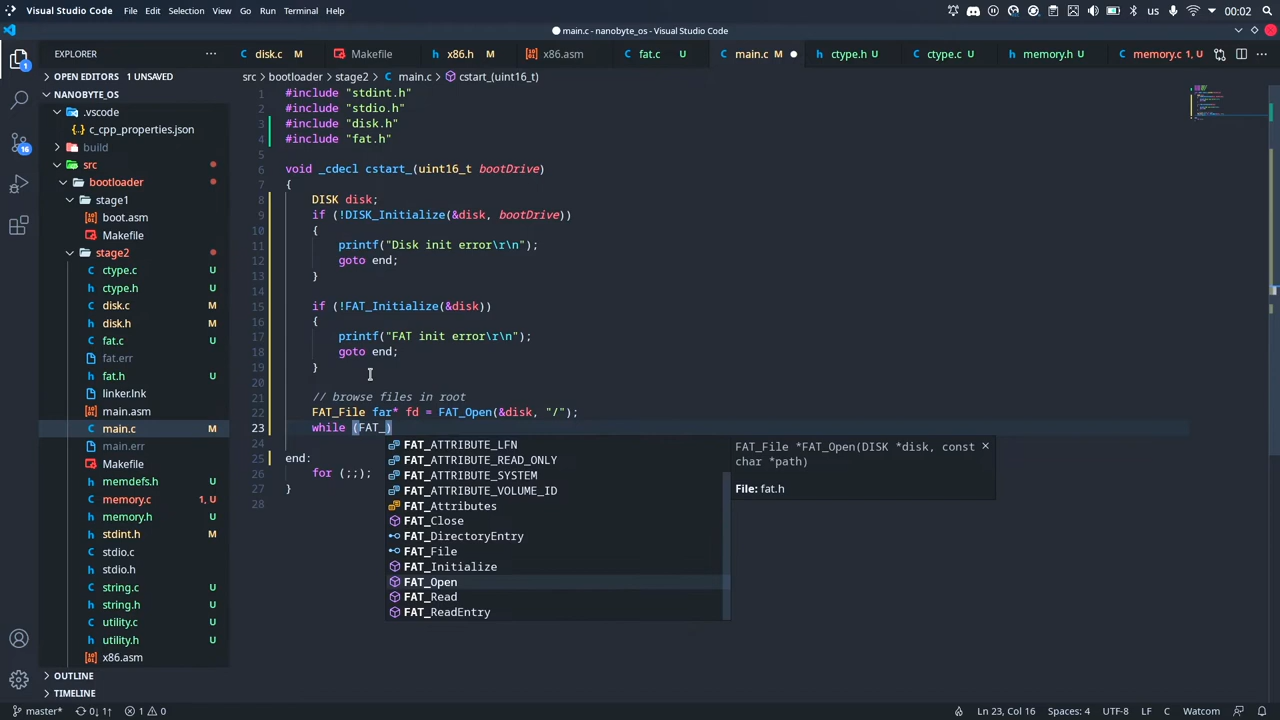 Visual Studio Code File Edit Selection View Go Run Terminal Help us 00:02
main.c - nanobyte_os - Visual Studio Code
EXPLORER ··· disk.c M Makefile x86.h M x86.asm fat.c U main.c M ctype.h U ctype.c U memory.h U memory.c 1, U ···
OPEN EDITORS 1 UNSAVED
src > bootloader > stage2 > main.c > cstart_(uint16_t)
NANOBYTE_OS
.vscode
c_cpp_properties.json
build
src
bootloader
stage1
boot.asm
Makefile
stage2
ctype.c U
ctype.h U
disk.c M
disk.h M
fat.c U
fat.err
fat.h U
linker.lnk
main.asm
main.c M
main.err
Makefile
memdefs.h U
memory.c 1, U
memory.h U
stdint.h M
stdio.c
stdio.h
string.c U
string.h U
utility.c U
utility.h U
x86.asm
OUTLINE
TIMELINE
1
16
1 #include "stdint.h"
2 #include "stdio.h"
3 #include "disk.h"
4 #include "fat.h"
5
6 void _cdecl cstart_(uint16_t bootDrive)
7 {
8 DISK disk;
9 if (!DISK_Initialize(&disk, bootDrive))
10 {
11 printf("Disk init error\r\n");
12 goto end;
13 }
14
15 if (!FAT_Initialize(&disk))
16 {
17 printf("FAT init error\r\n");
18 goto end;
19 }
20
21 // browse files in root
22 FAT_File far* fd = FAT_Open(&disk, "/");
23 while (FAT_)
24
25 end:
26 for (;;);
27 }
28
FAT_ATTRIBUTE_LFN
FAT_ATTRIBUTE_READ_ONLY
FAT_ATTRIBUTE_SYSTEM
FAT_ATTRIBUTE_VOLUME_ID
FAT_Attributes
FAT_Close
FAT_DirectoryEntry
FAT_File
FAT_Initialize
FAT_Open
FAT_Read
FAT_ReadEntry
FAT_File *FAT_Open(DISK *disk, const
char *path)
File: fat.h
master* 0↓ 1↑ 1 0 Ln 23, Col 16 Spaces: 4 UTF-8 LF C Watcom